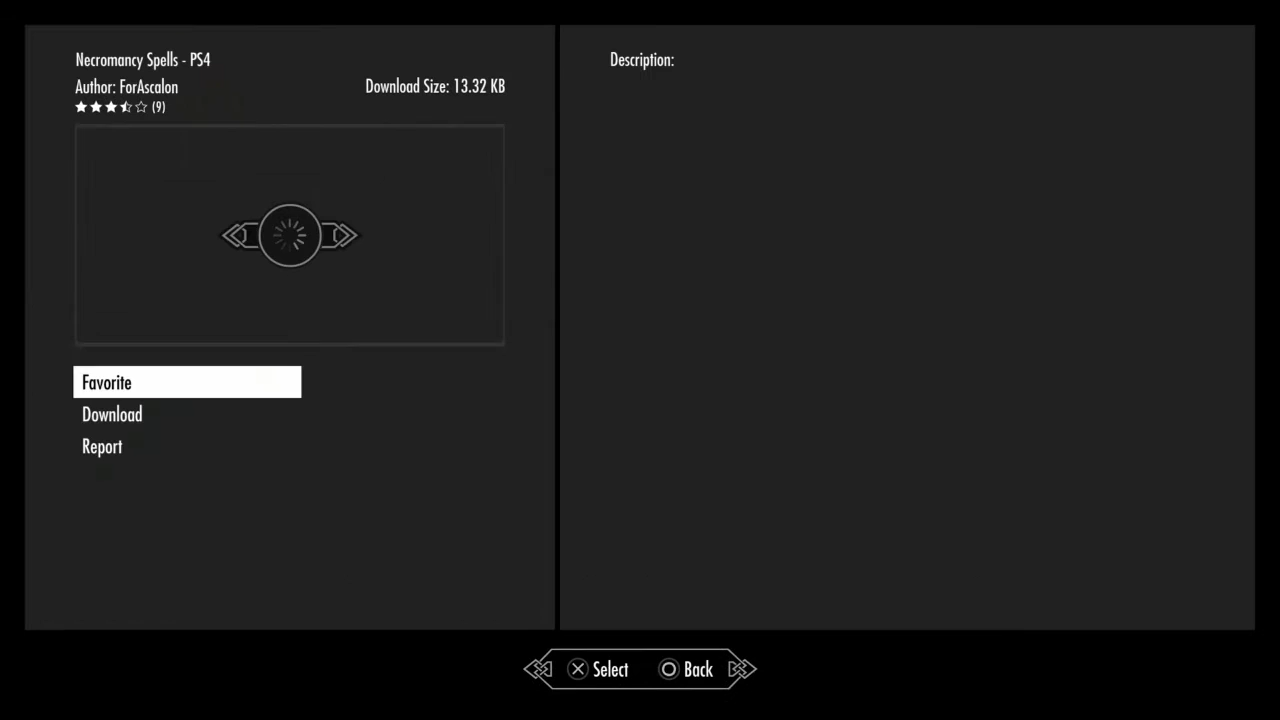 Necromancy Spells - PS4
Author: ForAscalon
Download Size: 13.32 KB
(9)
Favorite
Download
Report
Description:
Select
Back